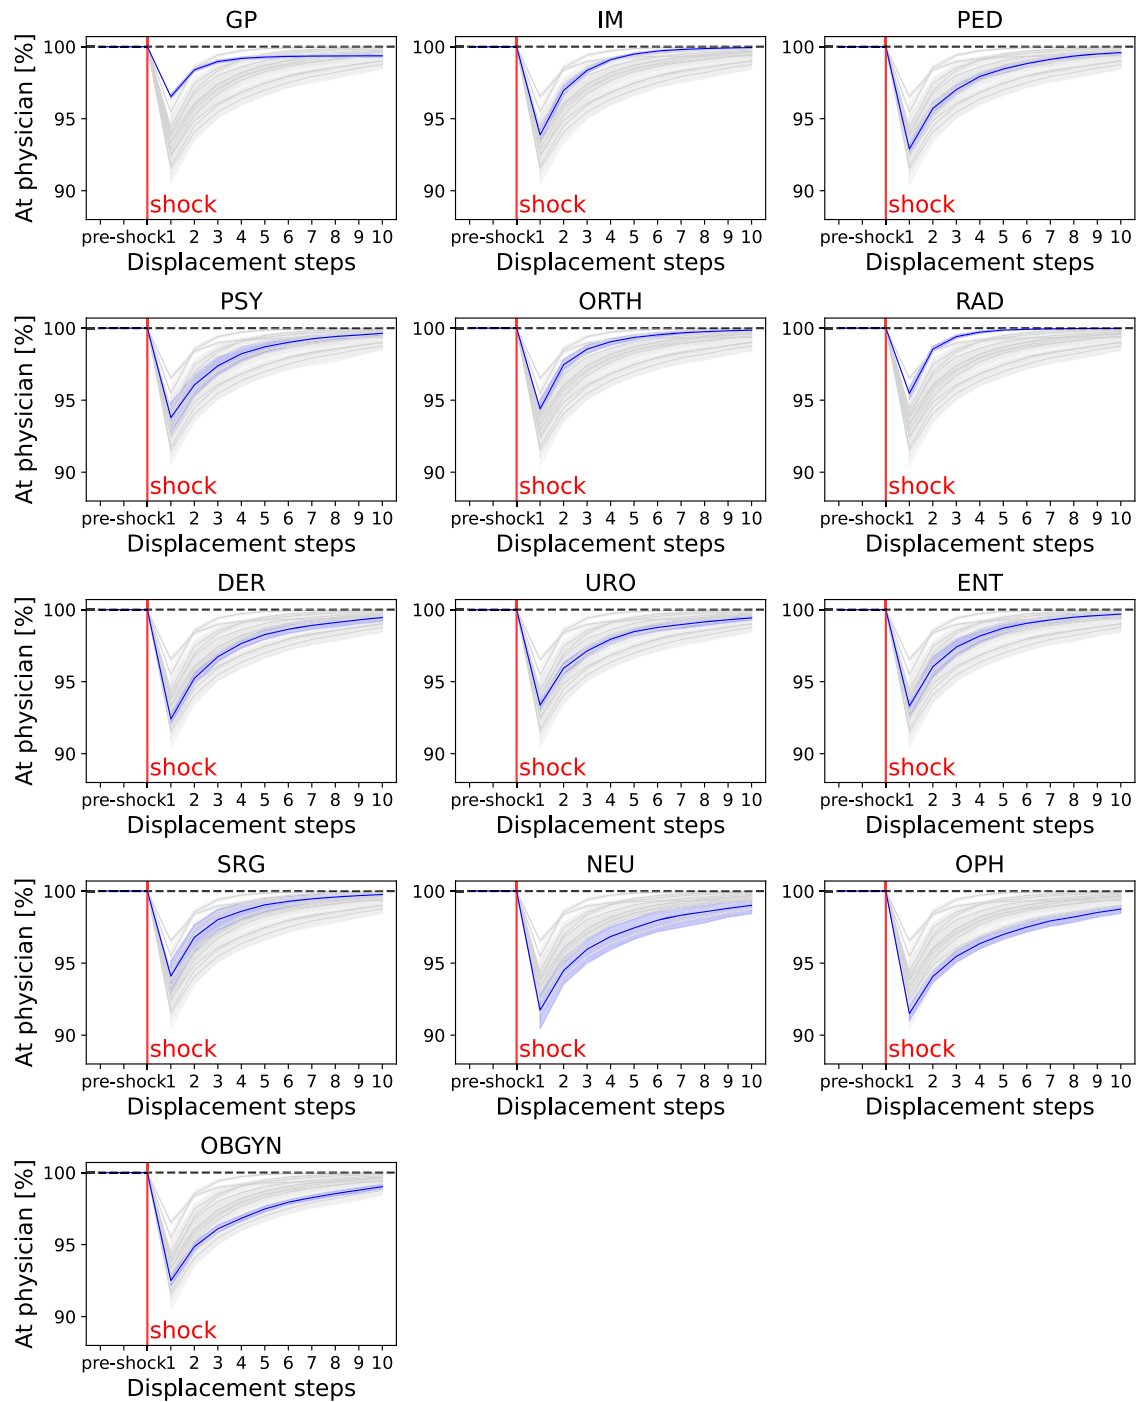 GP IM PED
At physician [%]
100 100 100
95 95 95
90 90 90
shock shock shock
pre-shock1 2 3 4 5 6 7 8 9 10 pre-shock1 2 3 4 5 6 7 8 9 10 pre-shock1 2 3 4 5 6 7 8 9 10
Displacement steps Displacement steps Displacement steps
PSY ORTH RAD
At physician [%]
100 100 100
95 95 95
90 90 90
shock shock shock
pre-shock1 2 3 4 5 6 7 8 9 10 pre-shock1 2 3 4 5 6 7 8 9 10 pre-shock1 2 3 4 5 6 7 8 9 10
Displacement steps Displacement steps Displacement steps
DER URO ENT
At physician [%]
100 100 100
95 95 95
90 90 90
shock shock shock
pre-shock1 2 3 4 5 6 7 8 9 10 pre-shock1 2 3 4 5 6 7 8 9 10 pre-shock1 2 3 4 5 6 7 8 9 10
Displacement steps Displacement steps Displacement steps
SRG NEU OPH
At physician [%]
100 100 100
95 95 95
90 90 90
shock shock shock
pre-shock1 2 3 4 5 6 7 8 9 10 pre-shock1 2 3 4 5 6 7 8 9 10 pre-shock1 2 3 4 5 6 7 8 9 10
Displacement steps Displacement steps Displacement steps
OBGYN
At physician [%]
100
95
90
shock
pre-shock1 2 3 4 5 6 7 8 9 10
Displacement steps